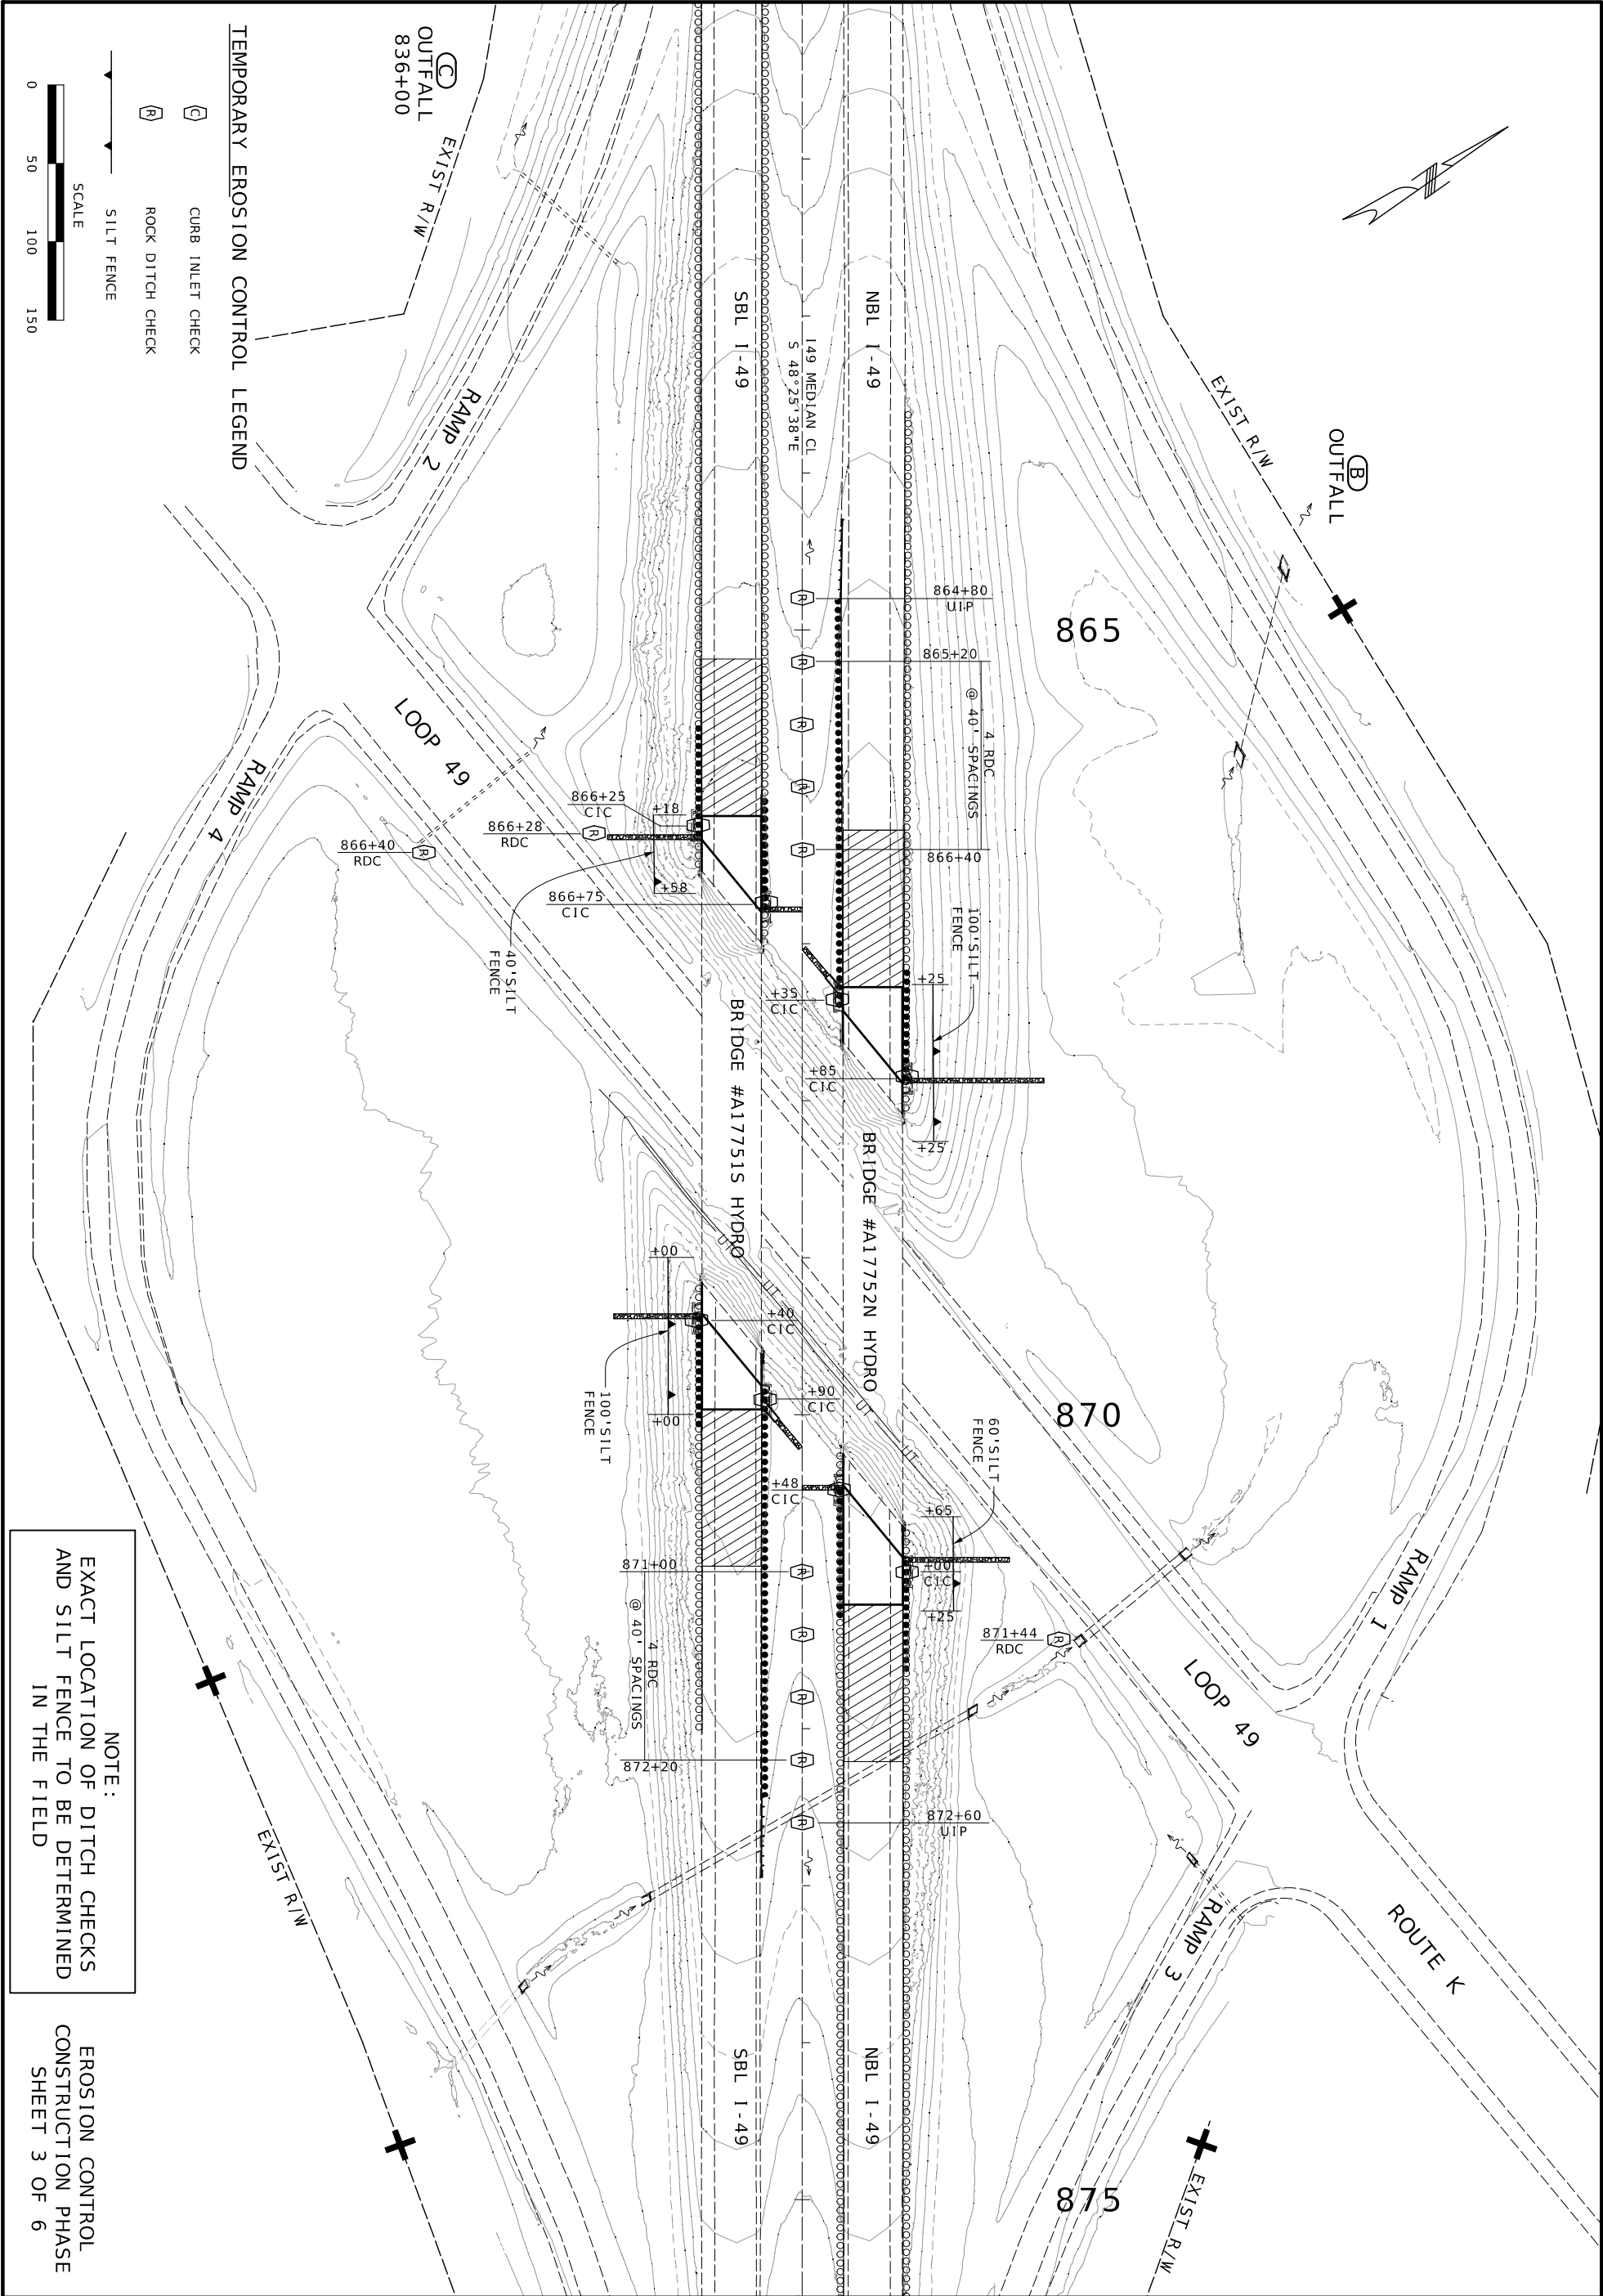 C
OUTFALL
836+00
EXIST R/W
TEMPORARY EROSION CONTROL LEGEND
C CURB INLET CHECK
R ROCK DITCH CHECK
SILT FENCE
SCALE
0 50 100 150
EXIST R/W
B
OUTFALL
RAMP 2
SBL I-49
I49 MEDIAN CL
S 48°25'38"E
NBL I-49
865
864+80
UIP
865+20
4 RDC
@ 40' SPACINGS
866+40
R
R
R
R
R
LOOP 49
RAMP 4
866+25
CIC
+18
866+28
RDC
R
866+40
RDC
R
+58
866+75
CIC
40'SILT
FENCE
100'SILT
FENCE
+25
+35
CIC
+85
CIC
+25
BRIDGE #A17751S HYDRO
BRIDGE #A17752N HYDRO
UT
UT
UT
UT
+00
+40
CIC
+90
CIC
+00
100'SILT
FENCE
870
60'SILT
FENCE
+48
CIC
+65
+00
CIC
+25
871+00
4 RDC
@ 40' SPACINGS
872+20
R
R
R
R
R
871+44
RDC
R
872+60
UIP
RAMP 1
LOOP 49
RAMP 3
ROUTE K
EXIST R/W
SBL I-49
NBL I-49
875
EXIST R/W
NOTE:
EXACT LOCATION OF DITCH CHECKS
AND SILT FENCE TO BE DETERMINED
IN THE FIELD
EROSION CONTROL
CONSTRUCTION PHASE
SHEET 3 OF 6